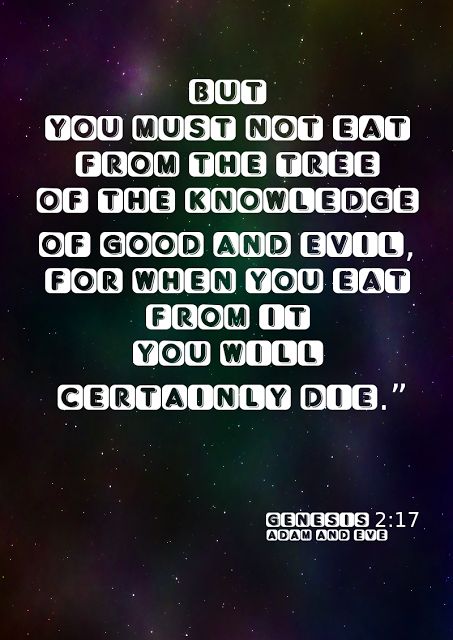 BUT
YOU MUST NOT EAT
FROM THE TREE
OF THE KNOWLEDGE
OF GOOD AND EVIL,
FOR WHEN YOU EAT
FROM IT
YOU WILL
CERTAINLY DIE.”
GENESIS 2:17
ADAM AND EVE